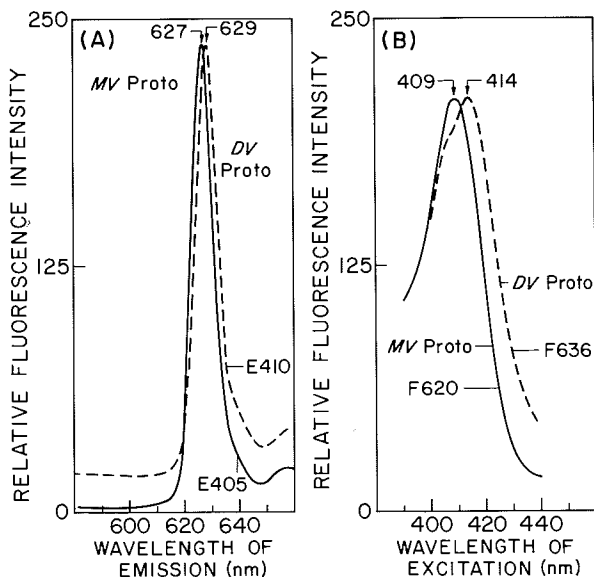 (A)
627 629
MV Proto
DV
Proto
E410
E405
250
125
0
RELATIVE FLUORESCENCE INTENSITY
600 620 640
WAVELENGTH OF
EMISSION (nm)
(B)
409 414
DV Proto
MV Proto
F636
F620
250
125
0
RELATIVE FLUORESCENCE INTENSITY
400 420 440
WAVELENGTH OF
EXCITATION (nm)